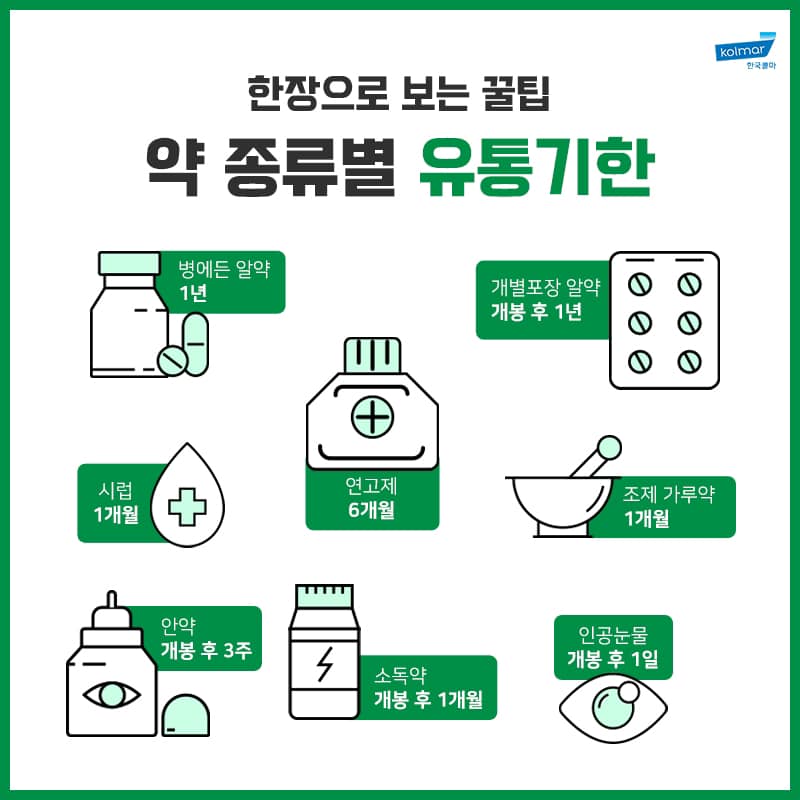 kolmar
한국콜마
한장으로 보는 꿀팁
약 종류별 유통기한
병에든 알약
1년
개별포장 알약
개봉 후 1년
연고제
6개월
시럽
1개월
조제 가루약
1개월
안약
개봉 후 3주
소독약
개봉 후 1개월
인공눈물
개봉 후 1일